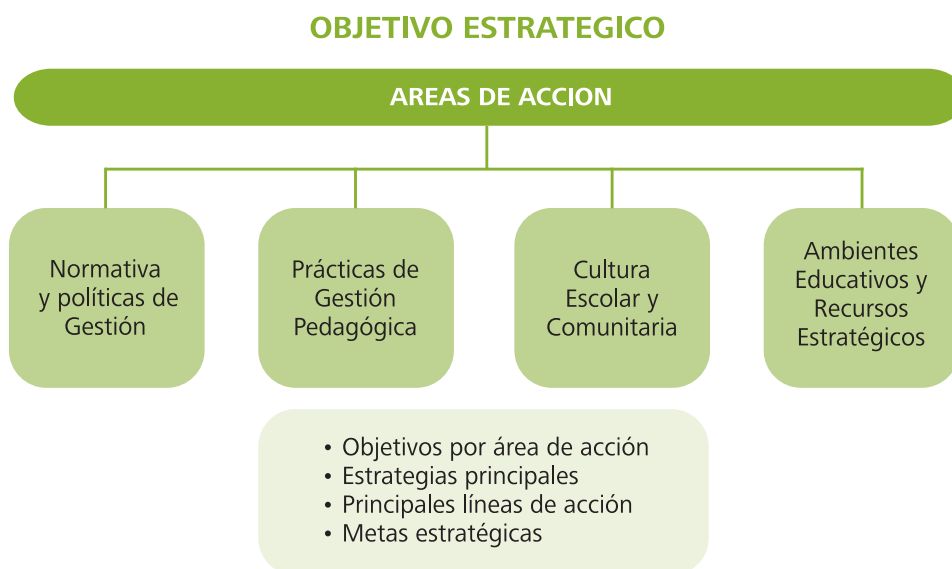 OBJETIVO ESTRATEGICO
AREAS DE ACCION
Normativa
y políticas de
Gestión
Prácticas de
Gestión
Pedagógica
Cultura
Escolar y
Comunitaria
Ambientes
Educativos y
Recursos
Estratégicos
• Objetivos por área de acción
• Estrategias principales
• Principales líneas de acción
• Metas estratégicas